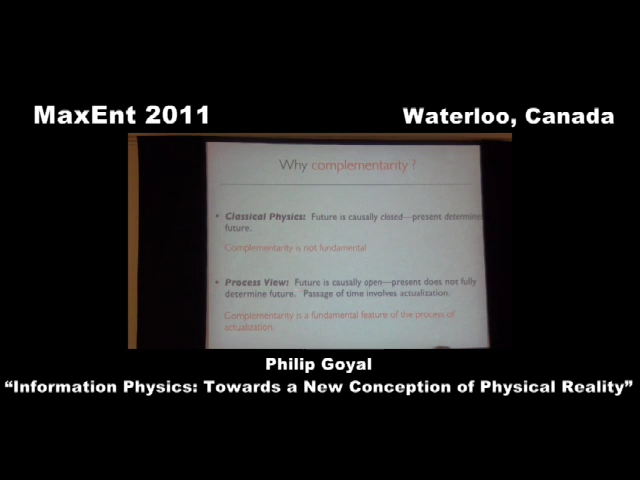 MaxEnt 2011
Waterloo, Canada
Why complementarity ?
• Classical Physics: Future is causally closed—present determines
future.
Complementarity is not fundamental
• Process View: Future is causally open—present does not fully
determine future. Passage of time involves actualization.
Complementarity is a fundamental feature of the process of
actualization.
Philip Goyal
“Information Physics: Towards a New Conception of Physical Reality”